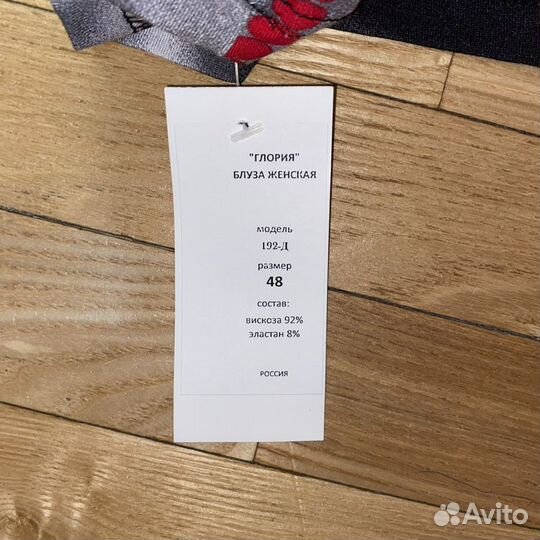 "ГЛОРИЯ"
БЛУЗА ЖЕНСКАЯ
модель
192-Д
размер
48
состав:
вискоза 92%
эластан 8%
РОССИЯ
Avito